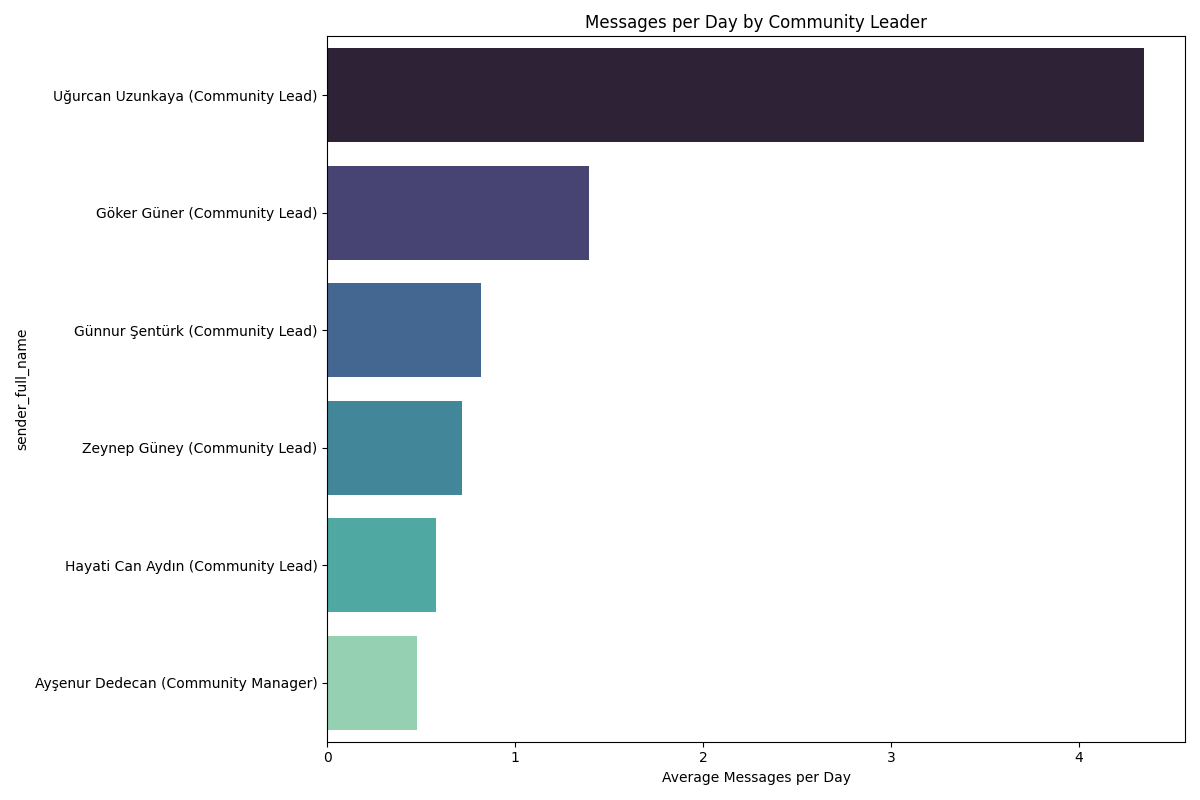 Messages per Day by Community Leader
sender_full_name
Uğurcan Uzunkaya (Community Lead)
Göker Güner (Community Lead)
Günnur Şentürk (Community Lead)
Zeynep Güney (Community Lead)
Hayati Can Aydın (Community Lead)
Ayşenur Dedecan (Community Manager)
0 1 2 3 4
Average Messages per Day